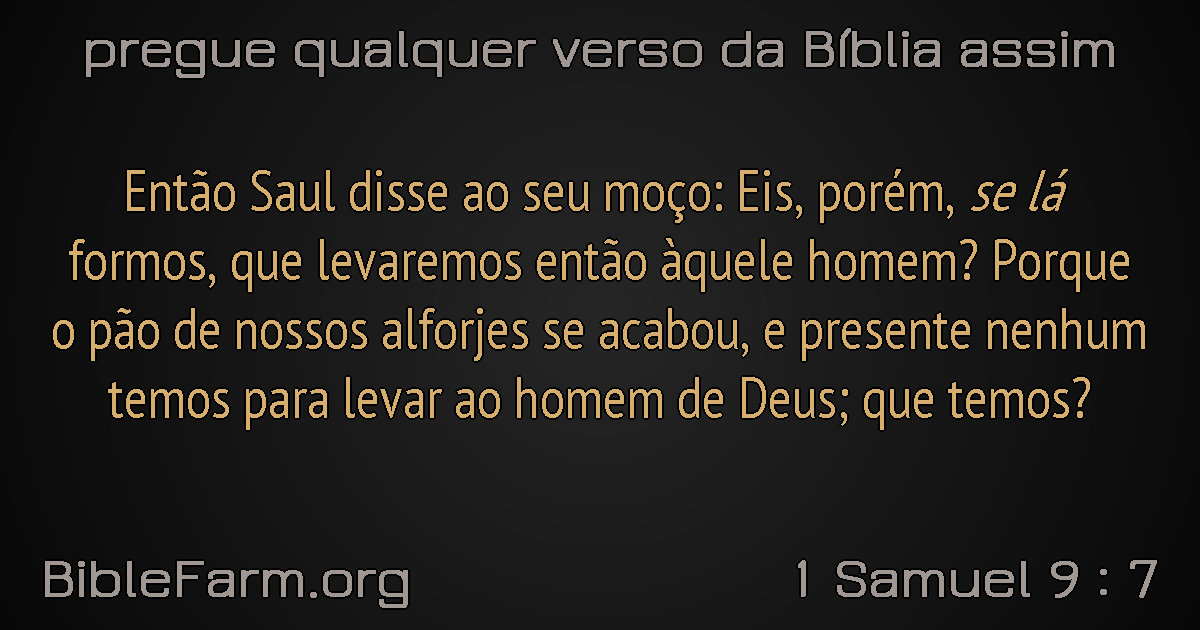 pregue qualquer verso da Bíblia assim
Então Saul disse ao seu moço: Eis, porém, se lá
formos, que levaremos então àquele homem? Porque
o pão de nossos alforjes se acabou, e presente nenhum
temos para levar ao homem de Deus; que temos?
BibleFarm.org
1 Samuel 9 : 7